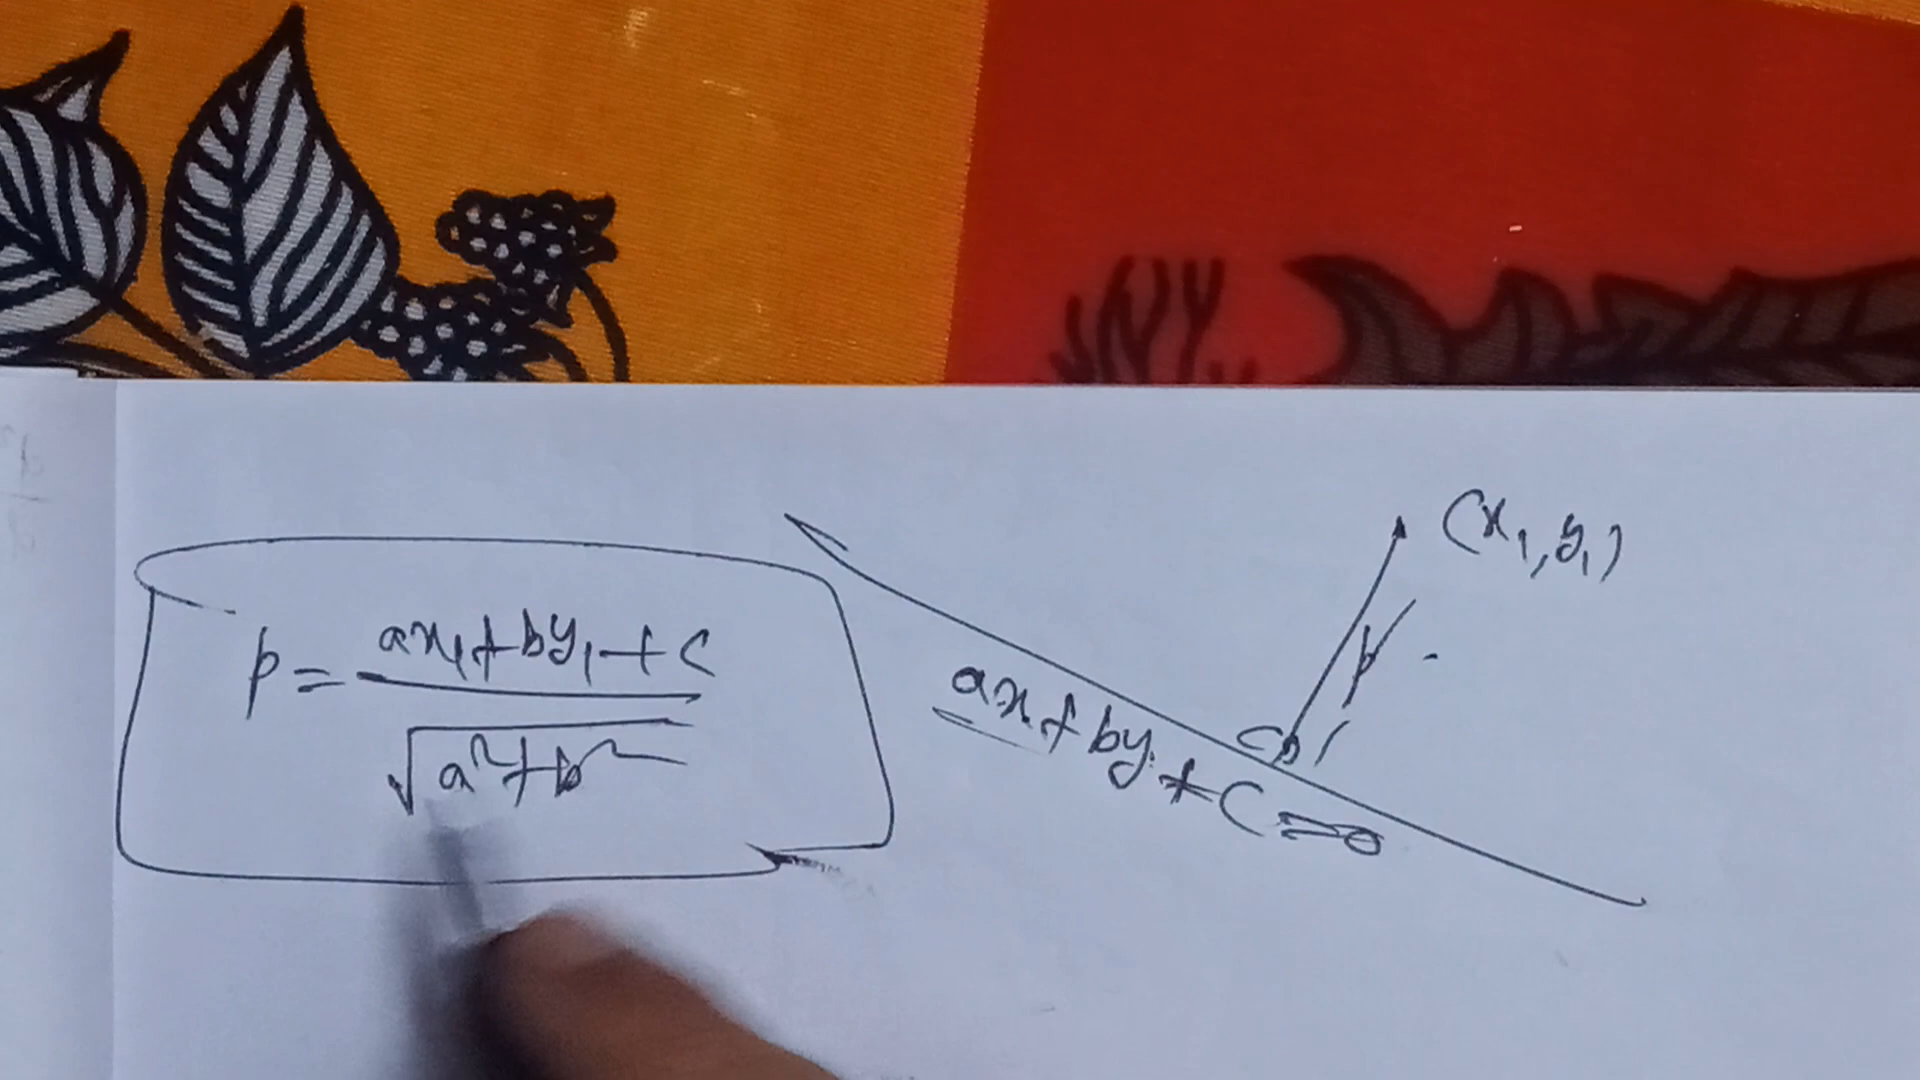 (x₁, y₁)
p = (ax₁ + by₁ + c) / √(a² + b²)
p
ax + by + c = 0